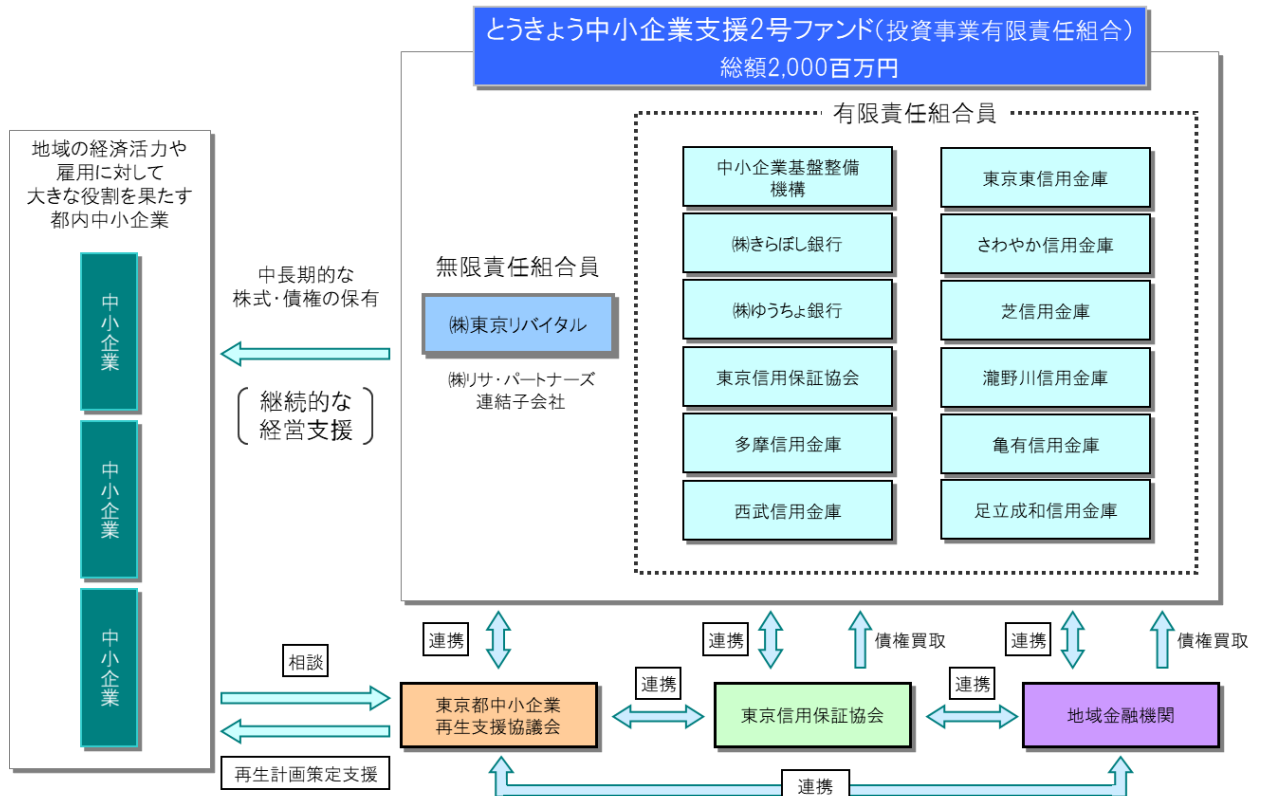 とうきょう中小企業支援2号ファンド(投資事業有限責任組合)
総額2,000百万円
地域の経済活力や
雇用に対して
大きな役割を果たす
都内中小企業
中小企業
中小企業
中小企業
中長期的な
株式・債権の保有
継続的な
経営支援
無限責任組合員
㈱東京リバイタル
㈱リサ・パートナーズ
連結子会社
有限責任組合員
中小企業基盤整備
機構
㈱きらぼし銀行
㈱ゆうちょ銀行
東京信用保証協会
多摩信用金庫
西武信用金庫
東京東信用金庫
さわやか信用金庫
芝信用金庫
瀧野川信用金庫
亀有信用金庫
足立成和信用金庫
連携
連携
債権買取
連携
債権買取
相談
再生計画策定支援
東京都中小企業
再生支援協議会
連携
東京信用保証協会
連携
地域金融機関
連携